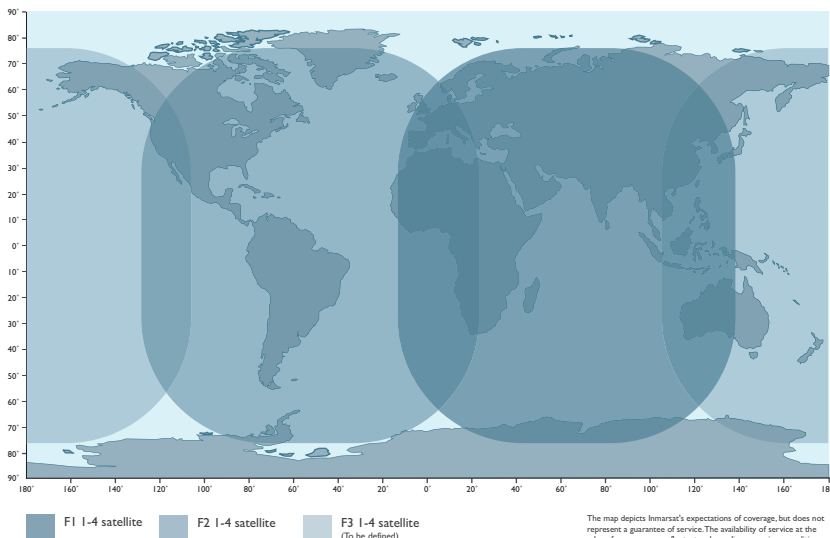 90˚
80˚
70˚
60˚
50˚
40˚
30˚
20˚
10˚
0˚
10˚
20˚
30˚
40˚
50˚
60˚
70˚
80˚
90˚
180˚ 140˚ 120˚ 100˚ 80˚ 60˚ 40˚ 20˚ 0˚ 20˚ 40˚ 60˚ 80˚ 100˚ 120˚ 140˚ 160˚ 180
F1 1-4 satellite
F2 1-4 satellite
F3 1-4 satellite
(To be defined)
The map depicts Inmarsat's expectations of coverage, but does not
represent a guarantee of service. The availability of service at the